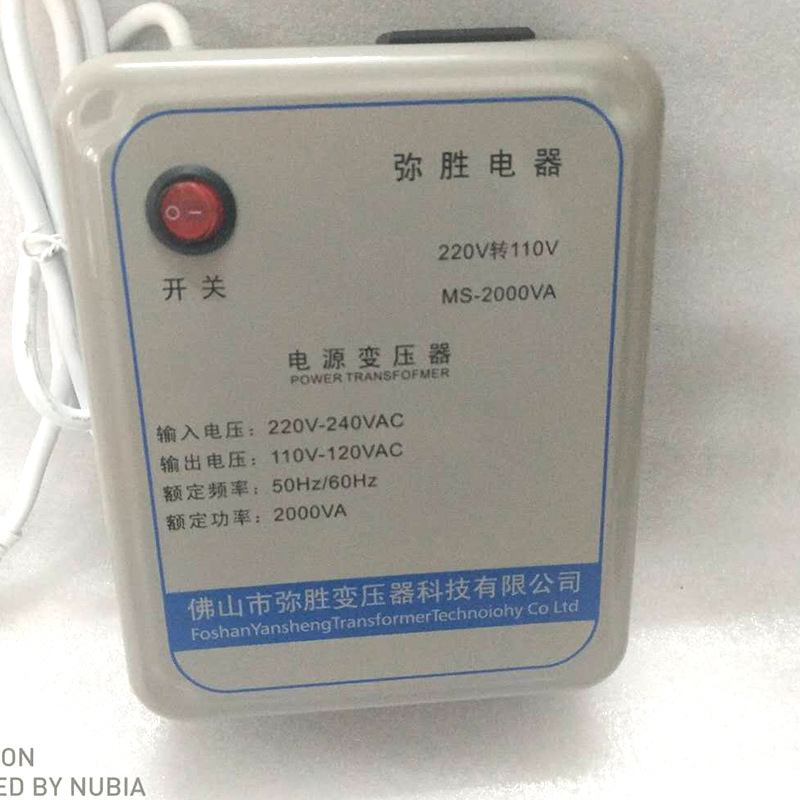 弥胜电器
220V转110V
MS-2000VA
开关
电源变压器
POWER TRANSFOFMER
输入电压：220V-240VAC
输出电压：110V-120VAC
额定频率：50Hz/60Hz
额定功率：2000VA
佛山市弥胜变压器科技有限公司
FoshanYanshengTransformerTechnoiohy Co Ltd
ON
ED BY NUBIA